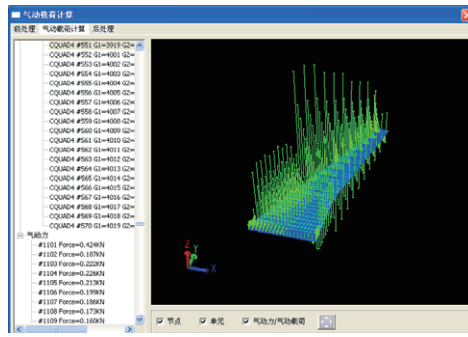 气动载荷计算
前处理 气动载荷计算 后处理
CQUAD4 #551 G1=3919 G2=
CQUAD4 #552 G1=4001 G2=
CQUAD4 #553 G1=4002 G2=
CQUAD4 #554 G1=4003 G2=
CQUAD4 #555 G1=4004 G2=
CQUAD4 #556 G1=4005 G2=
CQUAD4 #557 G1=4006 G2=
CQUAD4 #558 G1=4007 G2=
CQUAD4 #559 G1=4008 G2=
CQUAD4 #560 G1=4009 G2=
CQUAD4 #561 G1=4010 G2=
CQUAD4 #562 G1=4011 G2=
CQUAD4 #563 G1=4012 G2=
CQUAD4 #564 G1=4013 G2=
CQUAD4 #565 G1=4014 G2=
CQUAD4 #566 G1=4015 G2=
CQUAD4 #567 G1=4016 G2=
CQUAD4 #568 G1=4017 G2=
CQUAD4 #569 G1=4018 G2=
CQUAD4 #570 G1=4019 G2=
气动力
#1101 Force=0.424KN
#1102 Force=0.187KN
#1103 Force=0.222KN
#1104 Force=0.226KN
#1105 Force=0.213KN
#1106 Force=0.199KN
#1107 Force=0.186KN
#1108 Force=0.173KN
#1109 Force=0.160KN
Z
Y
X
节点 单元 气动力/气动载荷